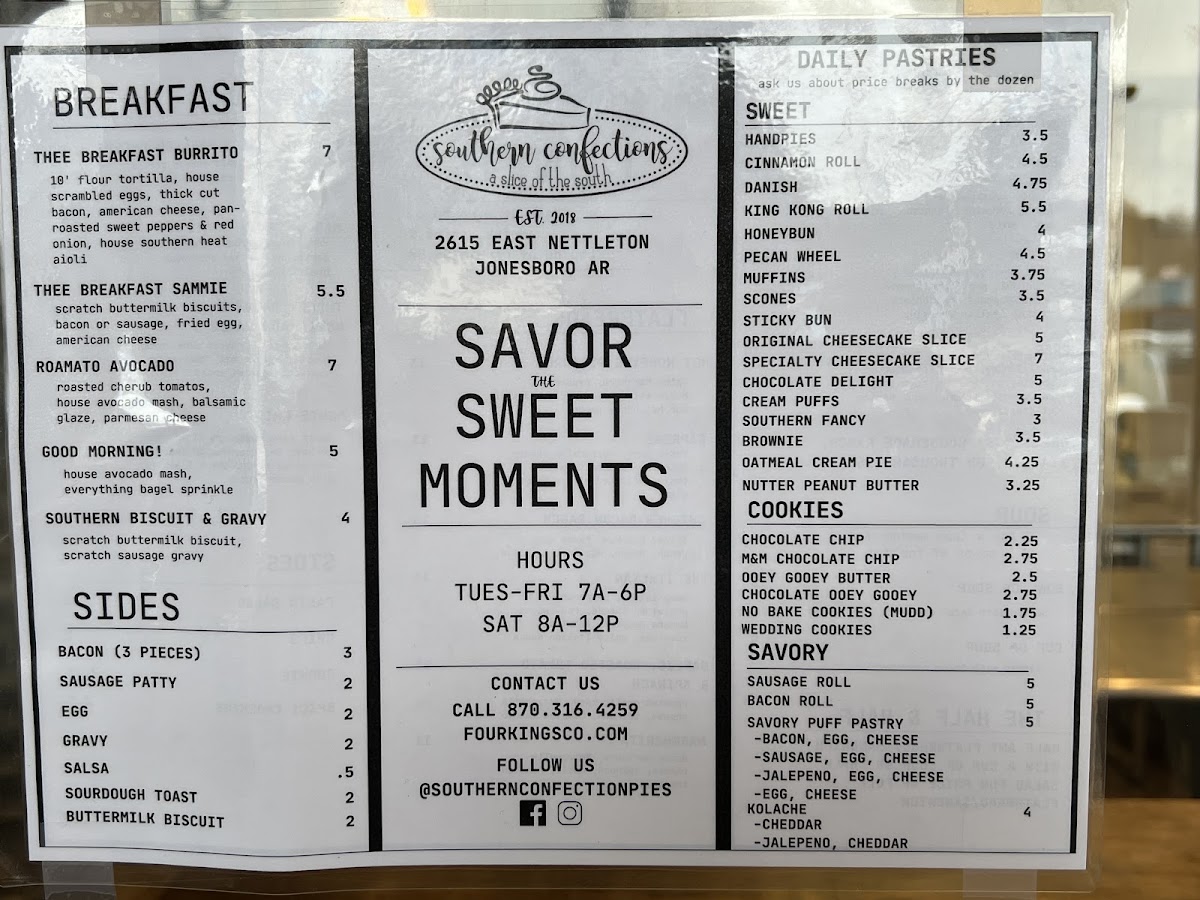 BREAKFAST
THEE BREAKFAST BURRITO 7
10' flour tortilla, house
scrambled eggs, thick cut
bacon, american cheese, pan-
roasted sweet peppers & red
onion, house southern heat
aioli
THEE BREAKFAST SAMMIE 5.5
scratch buttermilk biscuits,
bacon or sausage, fried egg,
american cheese
ROAMATO AVOCADO 7
roasted cherub tomatos,
house avocado mash, balsamic
glaze, parmesan cheese
GOOD MORNING! 5
house avocado mash,
everything bagel sprinkle
SOUTHERN BISCUIT & GRAVY 4
scratch buttermilk biscuit,
scratch sausage gravy
SIDES
BACON (3 PIECES) 3
SAUSAGE PATTY 2
EGG 2
GRAVY 2
SALSA .5
SOURDOUGH TOAST 2
BUTTERMILK BISCUIT 2
southern confections
a slice of the south
EST. 2018
2615 EAST NETTLETON
JONESBORO AR
SAVOR
THE
SWEET
MOMENTS
HOURS
TUES-FRI 7A-6P
SAT 8A-12P
CONTACT US
CALL 870.316.4259
FOURKINGSCO.COM
FOLLOW US
@SOUTHERNCONFECTIONPIES
DAILY PASTRIES
ask us about price breaks by the dozen
SWEET
HANDPIES 3.5
CINNAMON ROLL 4.5
DANISH 4.75
KING KONG ROLL 5.5
HONEYBUN 4
PECAN WHEEL 4.5
MUFFINS 3.75
SCONES 3.5
STICKY BUN 4
ORIGINAL CHEESECAKE SLICE 5
SPECIALTY CHEESECAKE SLICE 7
CHOCOLATE DELIGHT 5
CREAM PUFFS 3.5
SOUTHERN FANCY 3
BROWNIE 3.5
OATMEAL CREAM PIE 4.25
NUTTER PEANUT BUTTER 3.25
COOKIES
CHOCOLATE CHIP 2.25
M&M CHOCOLATE CHIP 2.75
OOEY GOOEY BUTTER 2.5
CHOCOLATE OOEY GOOEY 2.75
NO BAKE COOKIES (MUDD) 1.75
WEDDING COOKIES 1.25
SAVORY
SAUSAGE ROLL 5
BACON ROLL 5
SAVORY PUFF PASTRY 5
-BACON, EGG, CHEESE
-SAUSAGE, EGG, CHEESE
-JALEPENO, EGG, CHEESE
-EGG, CHEESE
KOLACHE 4
-CHEDDAR
-JALEPENO, CHEDDAR